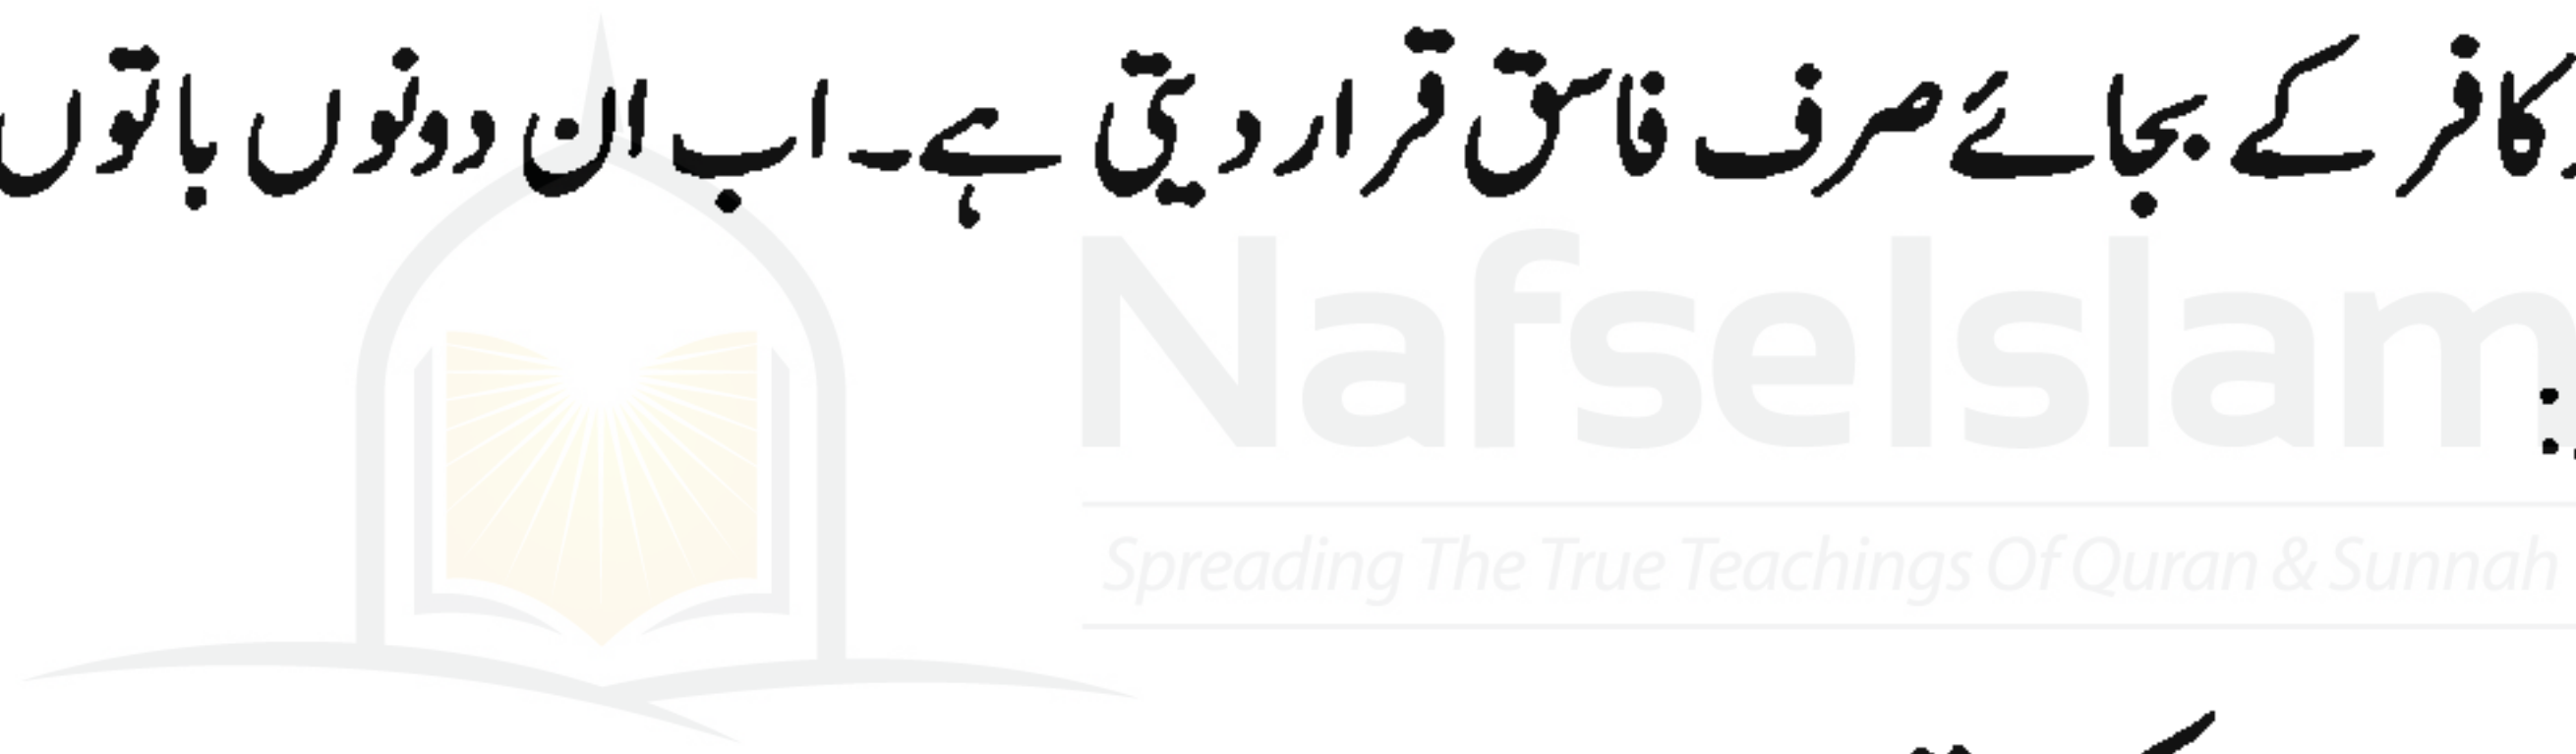 کافر کے بجائے صرف فاسق قرار دیتی ہے۔ اب ان دونوں باتوں
NafseIslam
:
Spreading The True Teachings Of Quran & Sunnah